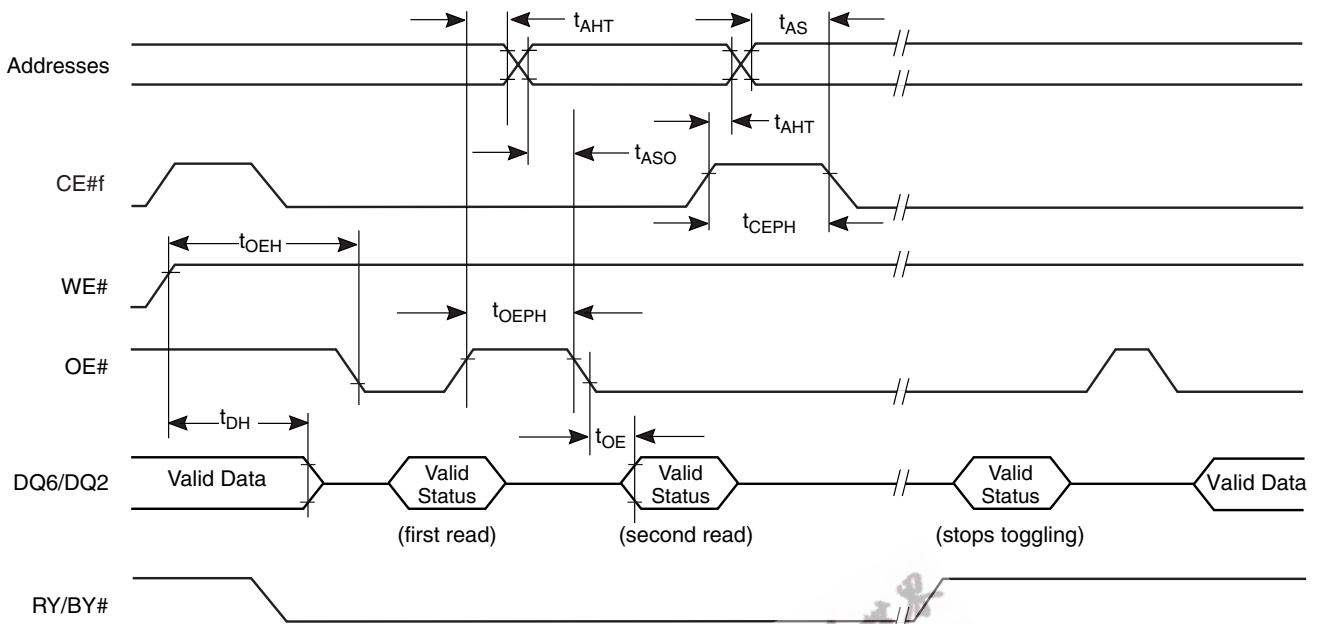 tAHT
tAS
Addresses
tAHT
tASO
CE#f
tCEPH
tOEH
WE#
tOEPH
OE#
tDH
tOE
DQ6/DQ2
Valid Data
Valid
Status
Valid
Status
Valid
Status
Valid Data
(first read)
(second read)
(stops toggling)
RY/BY#